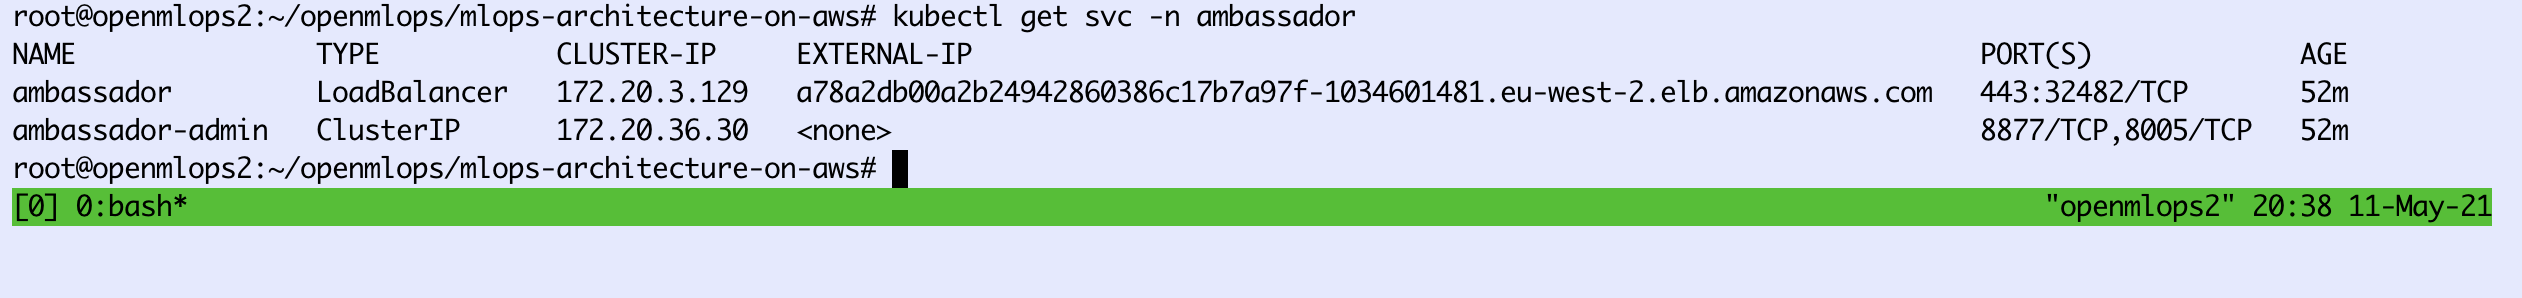 root@openmlops2:~/openmlops/mlops-architecture-on-aws# kubectl get svc -n ambassador
NAME TYPE CLUSTER-IP EXTERNAL-IP PORT(S) AGE
ambassador LoadBalancer 172.20.3.129 a78a2db00a2b24942860386c17b7a97f-1034601481.eu-west-2.elb.amazonaws.com 443:32482/TCP 52m
ambassador-admin ClusterIP 172.20.36.30 <none> 8877/TCP,8005/TCP 52m
root@openmlops2:~/openmlops/mlops-architecture-on-aws#
[0] 0:bash* "openmlops2" 20:38 11-May-21